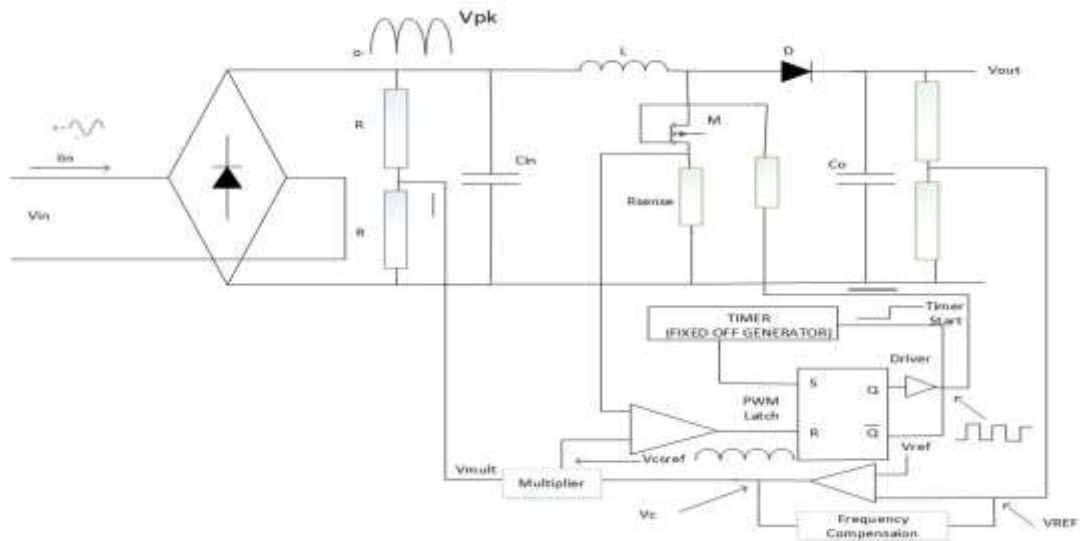 Vpk
L
D
Vout
R
M
Iin
Cin
Co
Rsense
Vin
R
TIMER
(FIXED OFF GENERATOR)
Timer
Start
Driver
S
Q
PWM
Latch
R
Q
Vref
Vcsref
Vmult
Multiplier
Vc
VREF
Frequency
Compensaion